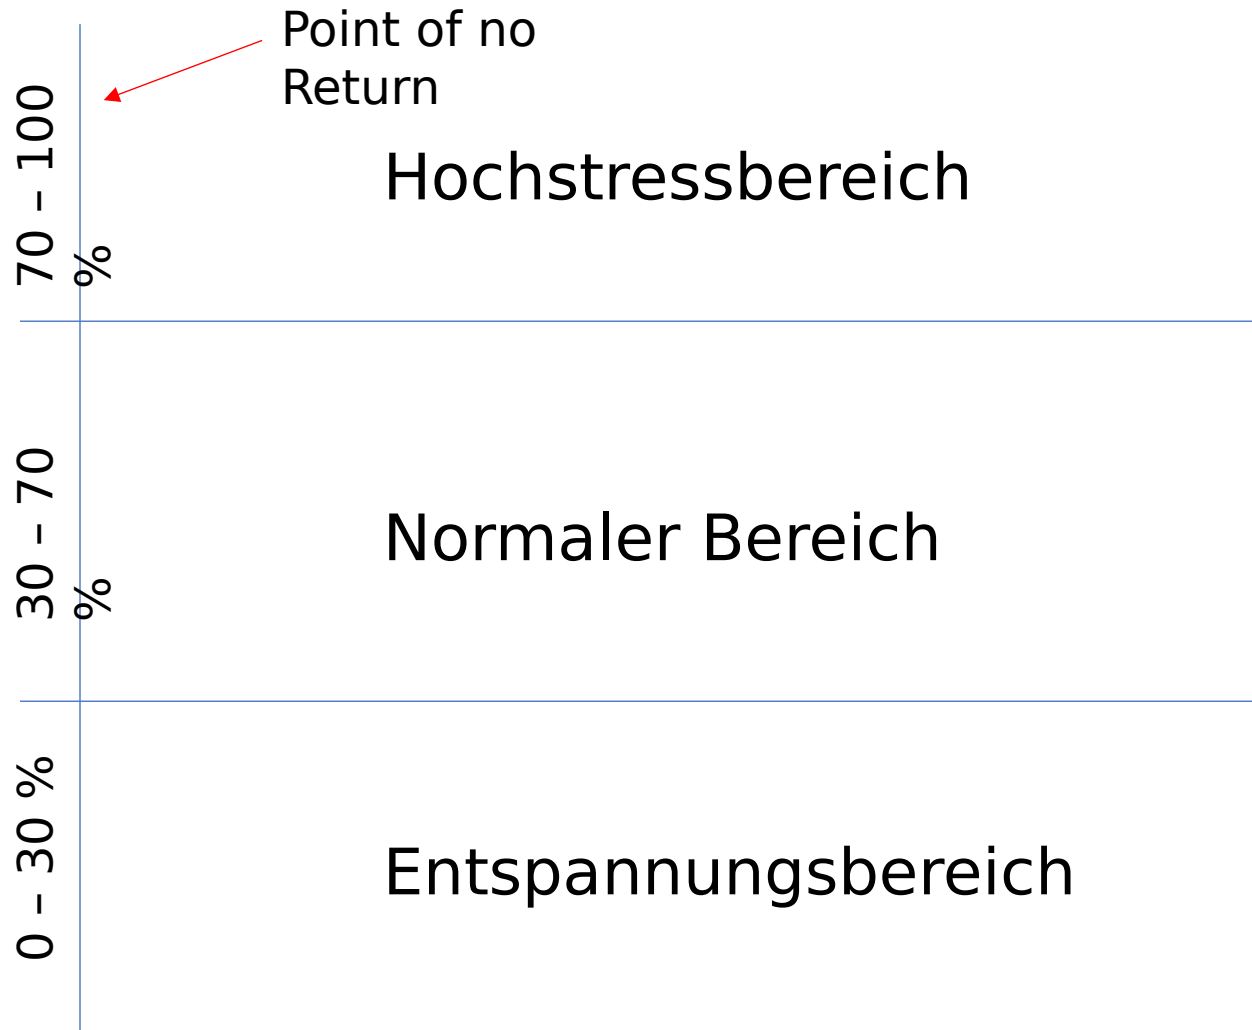 Point of no
Return
70 – 100
%
Hochstressbereich
30 – 70
%
Normaler Bereich
0 – 30 %
Entspannungsbereich